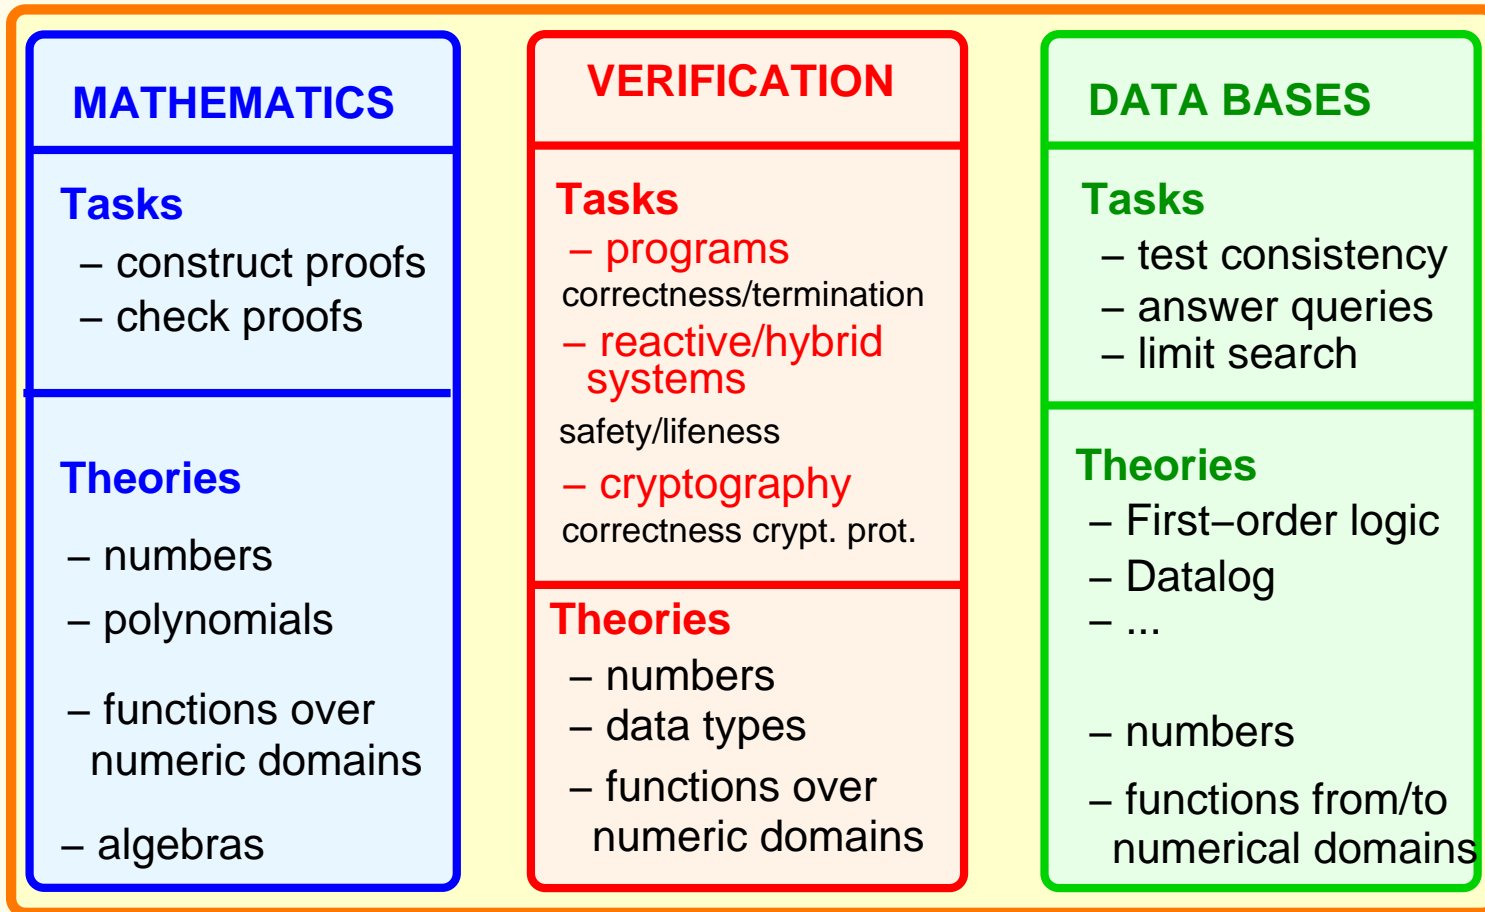 MATHEMATICS
Tasks
– construct proofs
– check proofs
Theories
– numbers
– polynomials
– functions over
numeric domains
– algebras
VERIFICATION
Tasks
– programs
correctness/termination
– reactive/hybrid
systems
safety/lifeness
– cryptography
correctness crypt. prot.
Theories
– numbers
– data types
– functions over
numeric domains
DATA BASES
Tasks
– test consistency
– answer queries
– limit search
Theories
– First–order logic
– Datalog
– ...
– numbers
– functions from/to
numerical domains